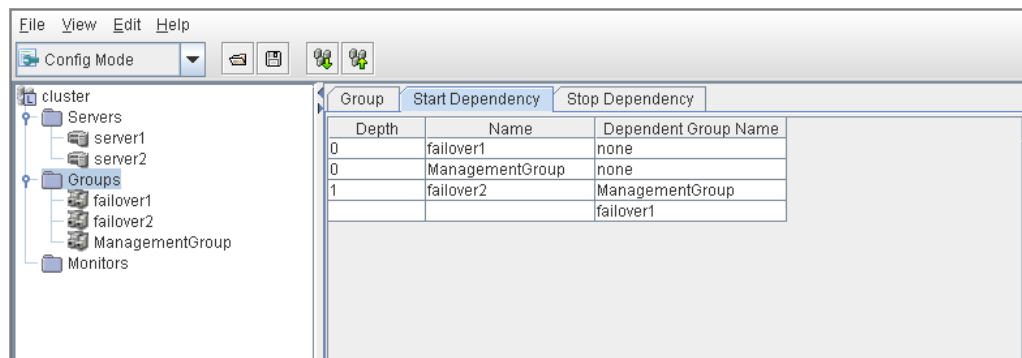 File View Edit Help
Config Mode
cluster
Servers
server1
server2
Groups
failover1
failover2
ManagementGroup
Monitors
Group Start Dependency Stop Dependency
Depth Name Dependent Group Name
0 failover1 none
0 ManagementGroup none
1 failover2 ManagementGroup
failover1